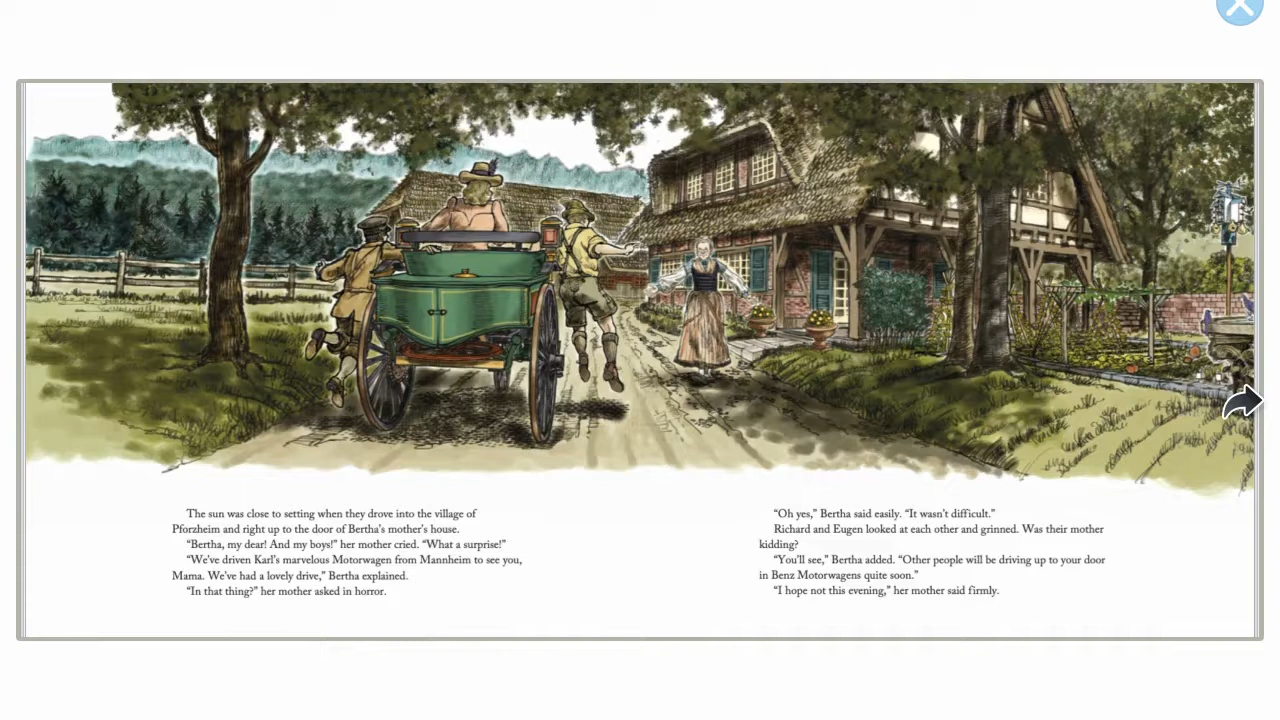 The sun was close to setting when they drove into the village of
Pforzheim and right up to the door of Bertha’s mother’s house.
“Bertha, my dear! And my boys!” her mother cried. “What a surprise!”
“We’ve driven Karl’s marvelous Motorwagen from Mannheim to see you,
Mama. We’ve had a lovely drive,” Bertha explained.
“In that thing?” her mother asked in horror.
“Oh yes,” Bertha said easily. “It wasn’t difficult.”
Richard and Eugen looked at each other and grinned. Was their mother
kidding?
“You’ll see,” Bertha added. “Other people will be driving up to your door
in Benz Motorwagens quite soon.”
“I hope not this evening,” her mother said firmly.